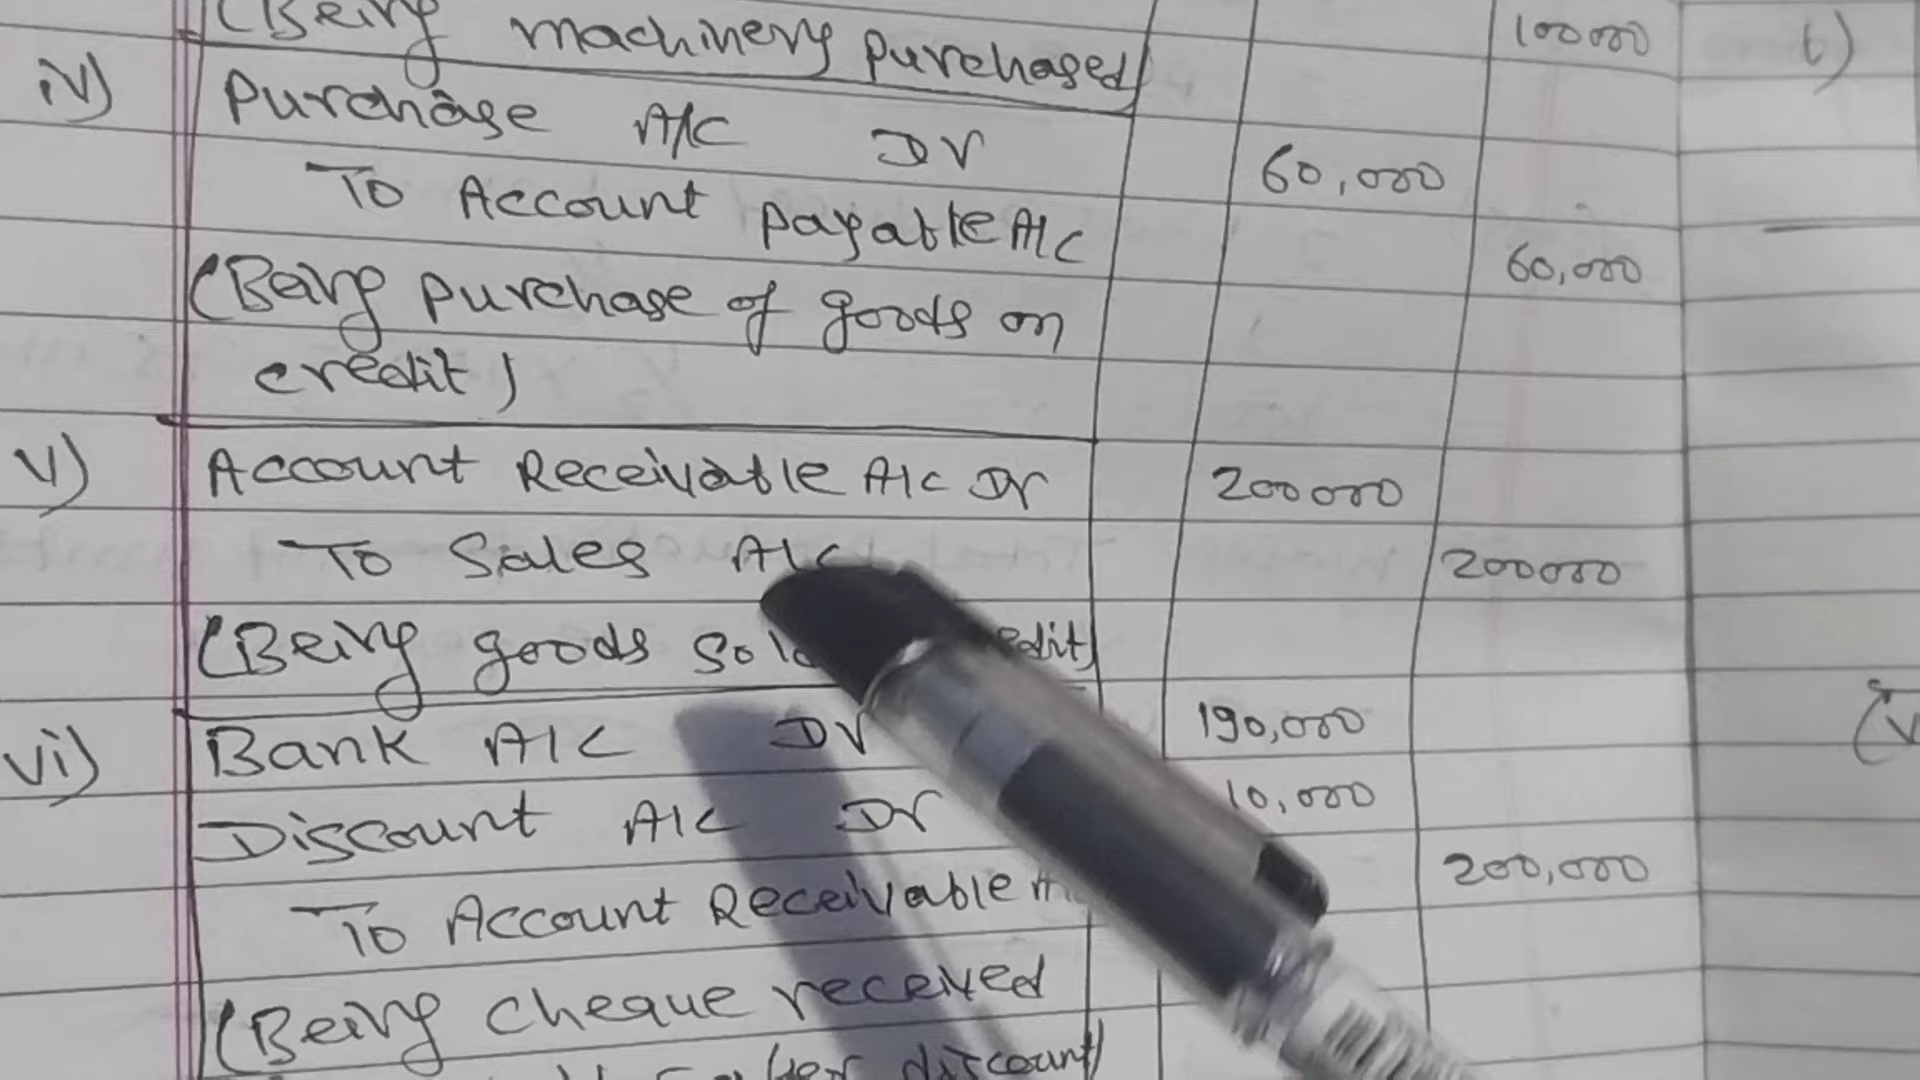 (Being machinery purchased) 100000
iv) Purchase A/C Dr 60,000
To Account payable A/C 60,000
(Being purchase of goods on
credit)
v) Account Receivable A/C Dr 200000
To Sales A/C 200000
(Being goods sold
vi) Bank A/C Dr 190,000
Discount A/C Dr 10,000
To Account Receivable 200,000
(Being cheque received
discount)